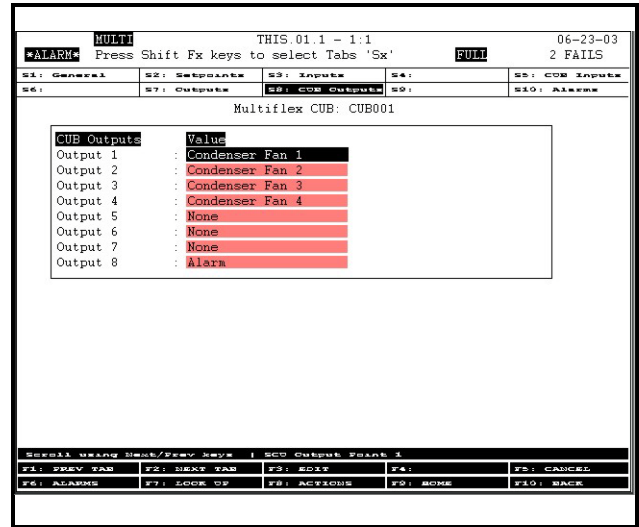 MULTI THIS.01.1 - 1:1 06-23-03
*ALARM* Press Shift Fx keys to select Tabs 'Sx' FULL 2 FAILS
S1: General S2: Setpoints S3: Inputs S4: S5: CUB Inputs
S6: S7: Outputs S8: CUB Outputs S9: S10: Alarms
Multiflex CUB: CUB001
CUB Outputs Value
Output 1 : Condenser Fan 1
Output 2 : Condenser Fan 2
Output 3 : Condenser Fan 3
Output 4 : Condenser Fan 4
Output 5 : None
Output 6 : None
Output 7 : None
Output 8 : Alarm
Scroll using Next/Prev keys | SCU Output Point 1
F1: PREV TAB F2: NEXT TAB F3: EDIT F4: F5: CANCEL
F6: ALARMS F7: LOOK UP F8: ACTIONS F9: HOME F10: BACK